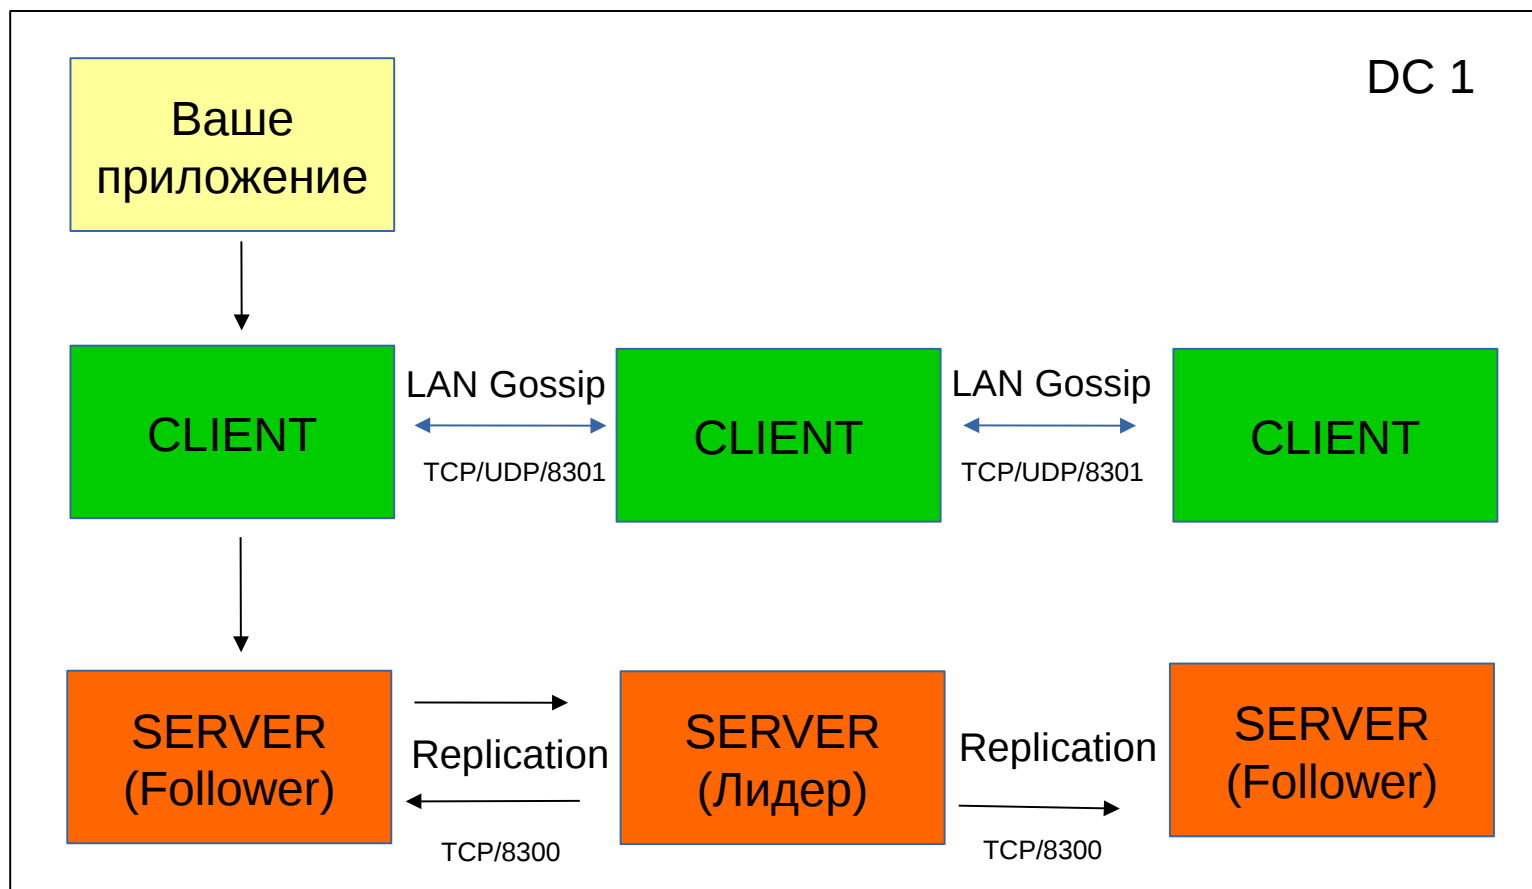 DC 1
Ваше
приложение
LAN Gossip
LAN Gossip
CLIENT
CLIENT
CLIENT
TCP/UDP/8301
TCP/UDP/8301
SERVER
(Follower)
Replication
TCP/8300
SERVER
(Лидер)
Replication
TCP/8300
SERVER
(Follower)